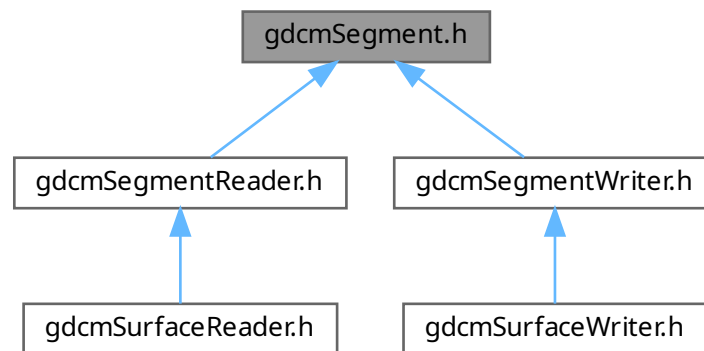 gdcmSegment.h
gdcmSegmentReader.h
gdcmSegmentWriter.h
gdcmSurfaceReader.h
gdcmSurfaceWriter.h